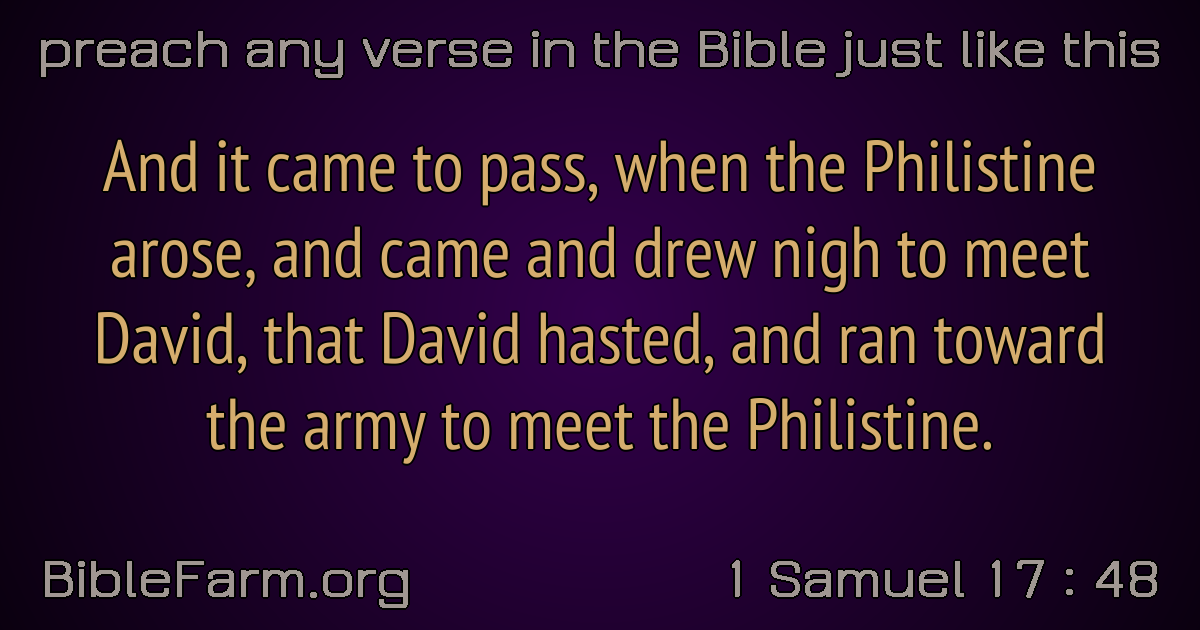 preach any verse in the Bible just like this
And it came to pass, when the Philistine
arose, and came and drew nigh to meet
David, that David hasted, and ran toward
the army to meet the Philistine.
BibleFarm.org
1 Samuel 17 : 48